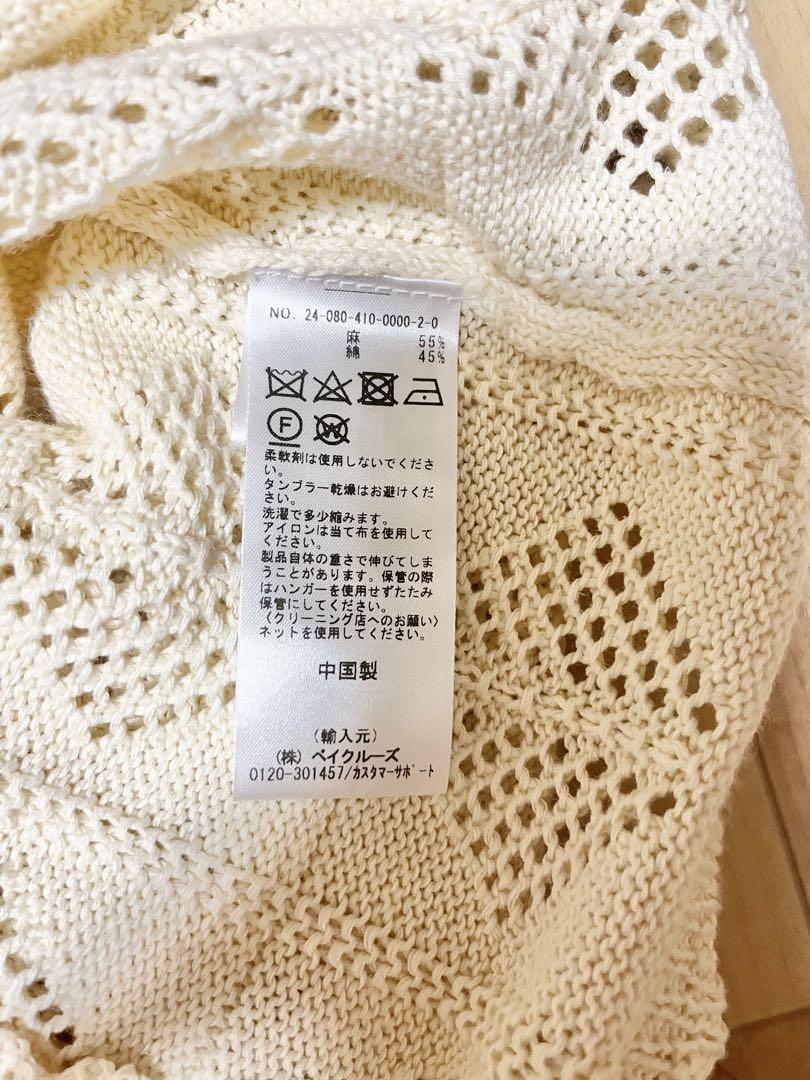 NO. 24-080-410-0000-2-0
麻 55%
綿 45%
F
W
柔軟剤は使用しないでくださ
い。
タンブラー乾燥はお避けくだ
さい。
洗濯で多少縮みます。
アイロンは当て布を使用して
ください。
製品自体の重さで伸びてしま
うことがあります。保管の際
はハンガーを使用せずたたみ
保管にしてください。
〈クリーニング店へのお願い〉
ネットを使用してください。
中国製
(輸入元)
(株) ベイクルーズ
0120-301457/カスタマーサポート